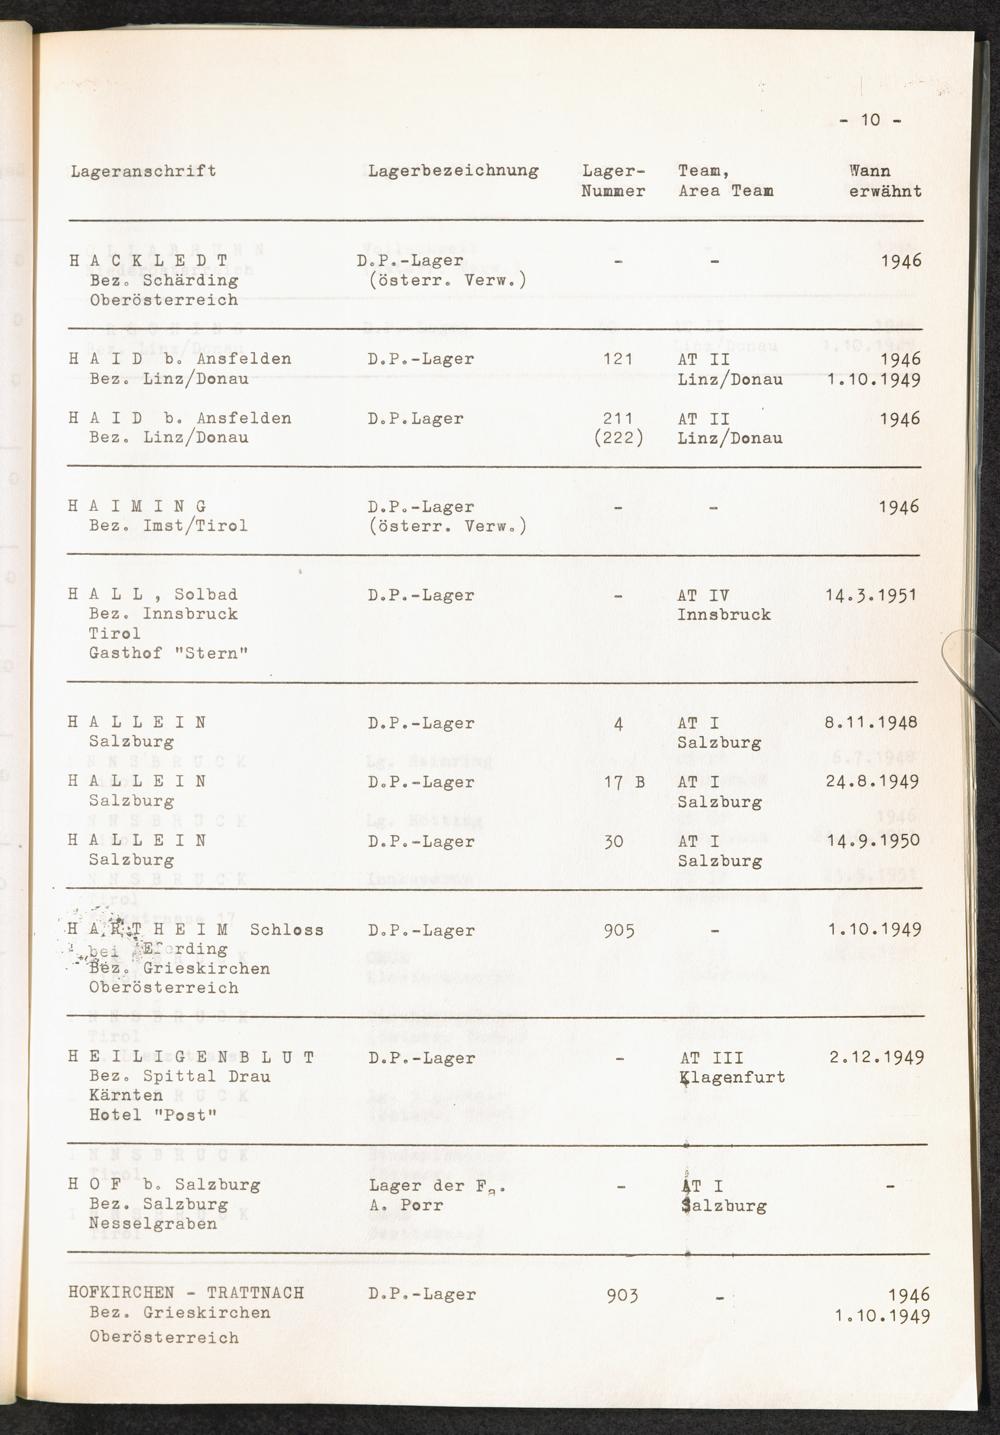 - 10 -
Lageranschrift Lagerbezeichnung Lager- Team, Wann
Nummer Area Team erwähnt
H A C K L E D T D.P.-Lager - - 1946
Bez. Schärding (österr. Verw.)
Oberösterreich
H A I D b. Ansfelden D.P.-Lager 121 AT II 1946
Bez. Linz/Donau Linz/Donau 1.10.1949
H A I D b. Ansfelden D.P.Lager 211 AT II 1946
Bez. Linz/Donau (222) Linz/Donau
H A I M I N G D.P.-Lager - - 1946
Bez. Imst/Tirol (österr. Verw.)
H A L L , Solbad D.P.-Lager - AT IV 14.3.1951
Bez. Innsbruck Innsbruck
Tirol
Gasthof "Stern"
H A L L E I N D.P.-Lager 4 AT I 8.11.1948
Salzburg Salzburg
H A L L E I N D.P.-Lager 17 B AT I 24.8.1949
Salzburg Salzburg
H A L L E I N D.P.-Lager 30 AT I 14.9.1950
Salzburg Salzburg
H A R T H E I M Schloss D.P.-Lager 905 - 1.10.1949
bei Eferding
Bez. Grieskirchen
Oberösterreich
H E I L I G E N B L U T D.P.-Lager - AT III 2.12.1949
Bez. Spittal Drau Klagenfurt
Kärnten
Hotel "Post"
H O F b. Salzburg Lager der Fa. - AT I -
Bez. Salzburg A. Porr Salzburg
Nesselgraben
HOFKIRCHEN - TRATTNACH D.P.-Lager 903 - 1946
Bez. Grieskirchen 1.10.1949
Oberösterreich